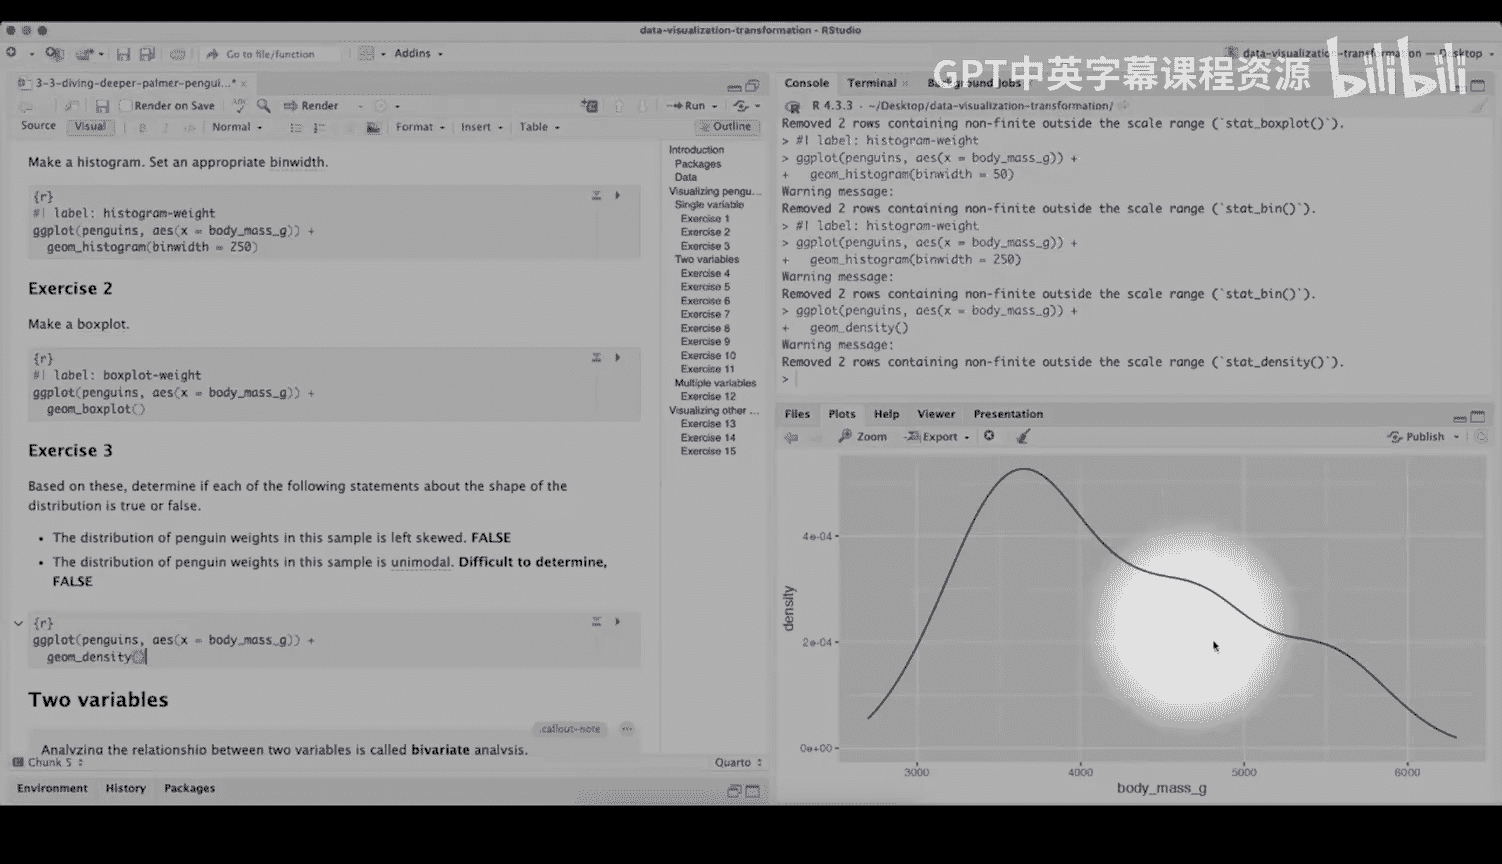 data-visualization-transformation - RStudio
Go to file/function
Addins
data-visualization-transformation — Desktop
GPT中英字幕课程资源
bilibili
3-3-diving-deeper-palmer-pengui...*
Render on Save
Render
Run
Source
Visual
Normal
Format
Insert
Table
Outline
Make a histogram. Set an appropriate binwidth.
{r}
#| label: histogram-weight
ggplot(penguins, aes(x = body_mass_g)) +
geom_histogram(binwidth = 250)
Exercise 2
Make a boxplot.
{r}
#| label: boxplot-weight
ggplot(penguins, aes(x = body_mass_g)) +
geom_boxplot()
Exercise 3
Based on these, determine if each of the following statements about the shape of the
distribution is true or false.
• The distribution of penguin weights in this sample is left skewed. FALSE
• The distribution of penguin weights in this sample is unimodal. Difficult to determine,
FALSE
{r}
ggplot(penguins, aes(x = body_mass_g)) +
geom_density()
Two variables
.callout-note
Analyzing the relationship between two variables is called bivariate analysis.
Chunk 5
Quarto
Environment
History
Packages
Introduction
Packages
Data
Visualizing pengu...
Single variable
Exercise 1
Exercise 2
Exercise 3
Two variables
Exercise 4
Exercise 5
Exercise 6
Exercise 7
Exercise 8
Exercise 9
Exercise 10
Exercise 11
Multiple variables
Exercise 12
Visualizing other ...
Exercise 13
Exercise 14
Exercise 15
Console
Terminal
Background Jobs
R 4.3.3 · ~/Desktop/data-visualization-transformation/
Removed 2 rows containing non-finite outside the scale range (`stat_boxplot()`).
> #| label: histogram-weight
> ggplot(penguins, aes(x = body_mass_g)) +
+ geom_histogram(binwidth = 50)
Warning message:
Removed 2 rows containing non-finite outside the scale range (`stat_bin()`).
> #| label: histogram-weight
> ggplot(penguins, aes(x = body_mass_g)) +
+ geom_histogram(binwidth = 250)
Warning message:
Removed 2 rows containing non-finite outside the scale range (`stat_bin()`).
> ggplot(penguins, aes(x = body_mass_g)) +
+ geom_density()
Warning message:
Removed 2 rows containing non-finite outside the scale range (`stat_density()`).
>
Files
Plots
Help
Viewer
Presentation
Zoom
Export
Publish
density
4e-04
2e-04
0e+00
3000
4000
5000
6000
body_mass_g